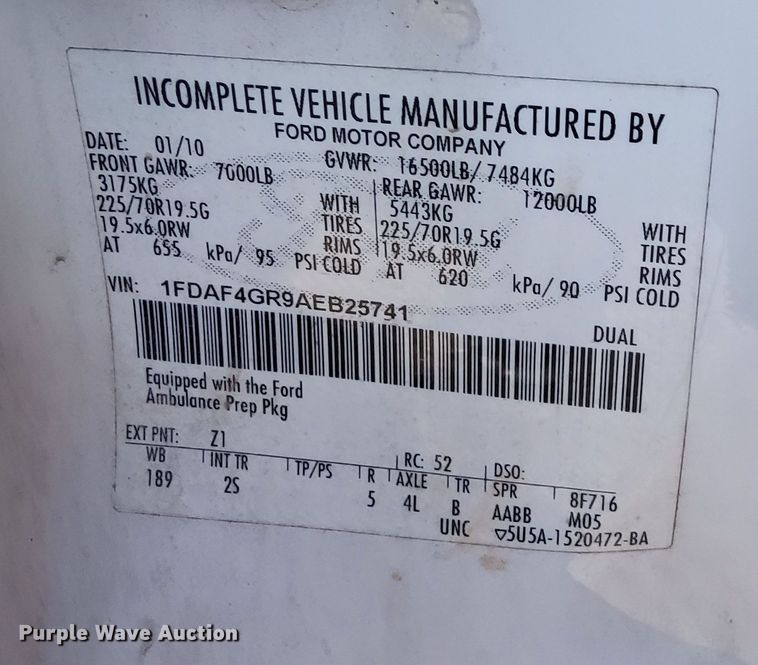 INCOMPLETE VEHICLE MANUFACTURED BY
FORD MOTOR COMPANY
DATE: 01/10 GVWR: 16500LB/ 7484KG
FRONT GAWR: 7000LB REAR GAWR: 12000LB
3175KG WITH 5443KG WITH
225/70R19.5G TIRES 225/70R19.5G TIRES
19.5x6.0RW RIMS 19.5x6.0RW RIMS
AT 655 kPa/ 95 PSI COLD AT 620 kPa/ 90 PSI COLD
VIN: 1FDAF4GR9AEB25741
DUAL
Equipped with the Ford
Ambulance Prep Pkg
EXT PNT: Z1 RC: 52 DSO:
WB INT TR TP/PS R AXLE TR SPR 8F716
189 2S 5 4L B AABB M05
UNC ▽5U5A-1520472-BA
Purple Wave Auction